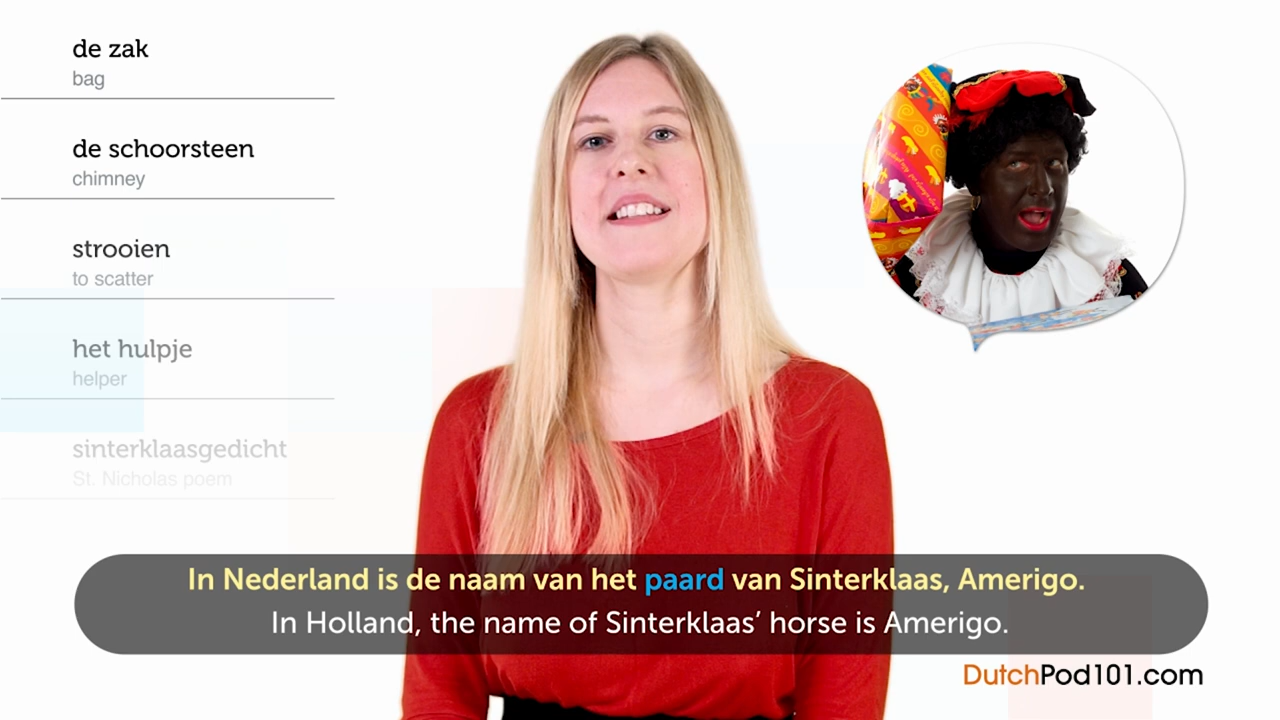 de zak
bag
de schoorsteen
chimney
strooien
to scatter
het hulpje
helper
sinterklaasgedicht
St. Nicholas poem
In Nederland is de naam van het paard van Sinterklaas, Amerigo.
In Holland, the name of Sinterklaas’ horse is Amerigo.
DutchPod101.com